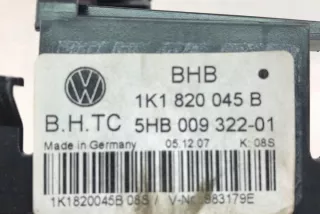 BHB
1K1 820 045 B
B.H.TC 5HB 009 322-01
Made in Germany 05.12.07 K: 08S
1K1820045B 08S / V-Nr.:983179E